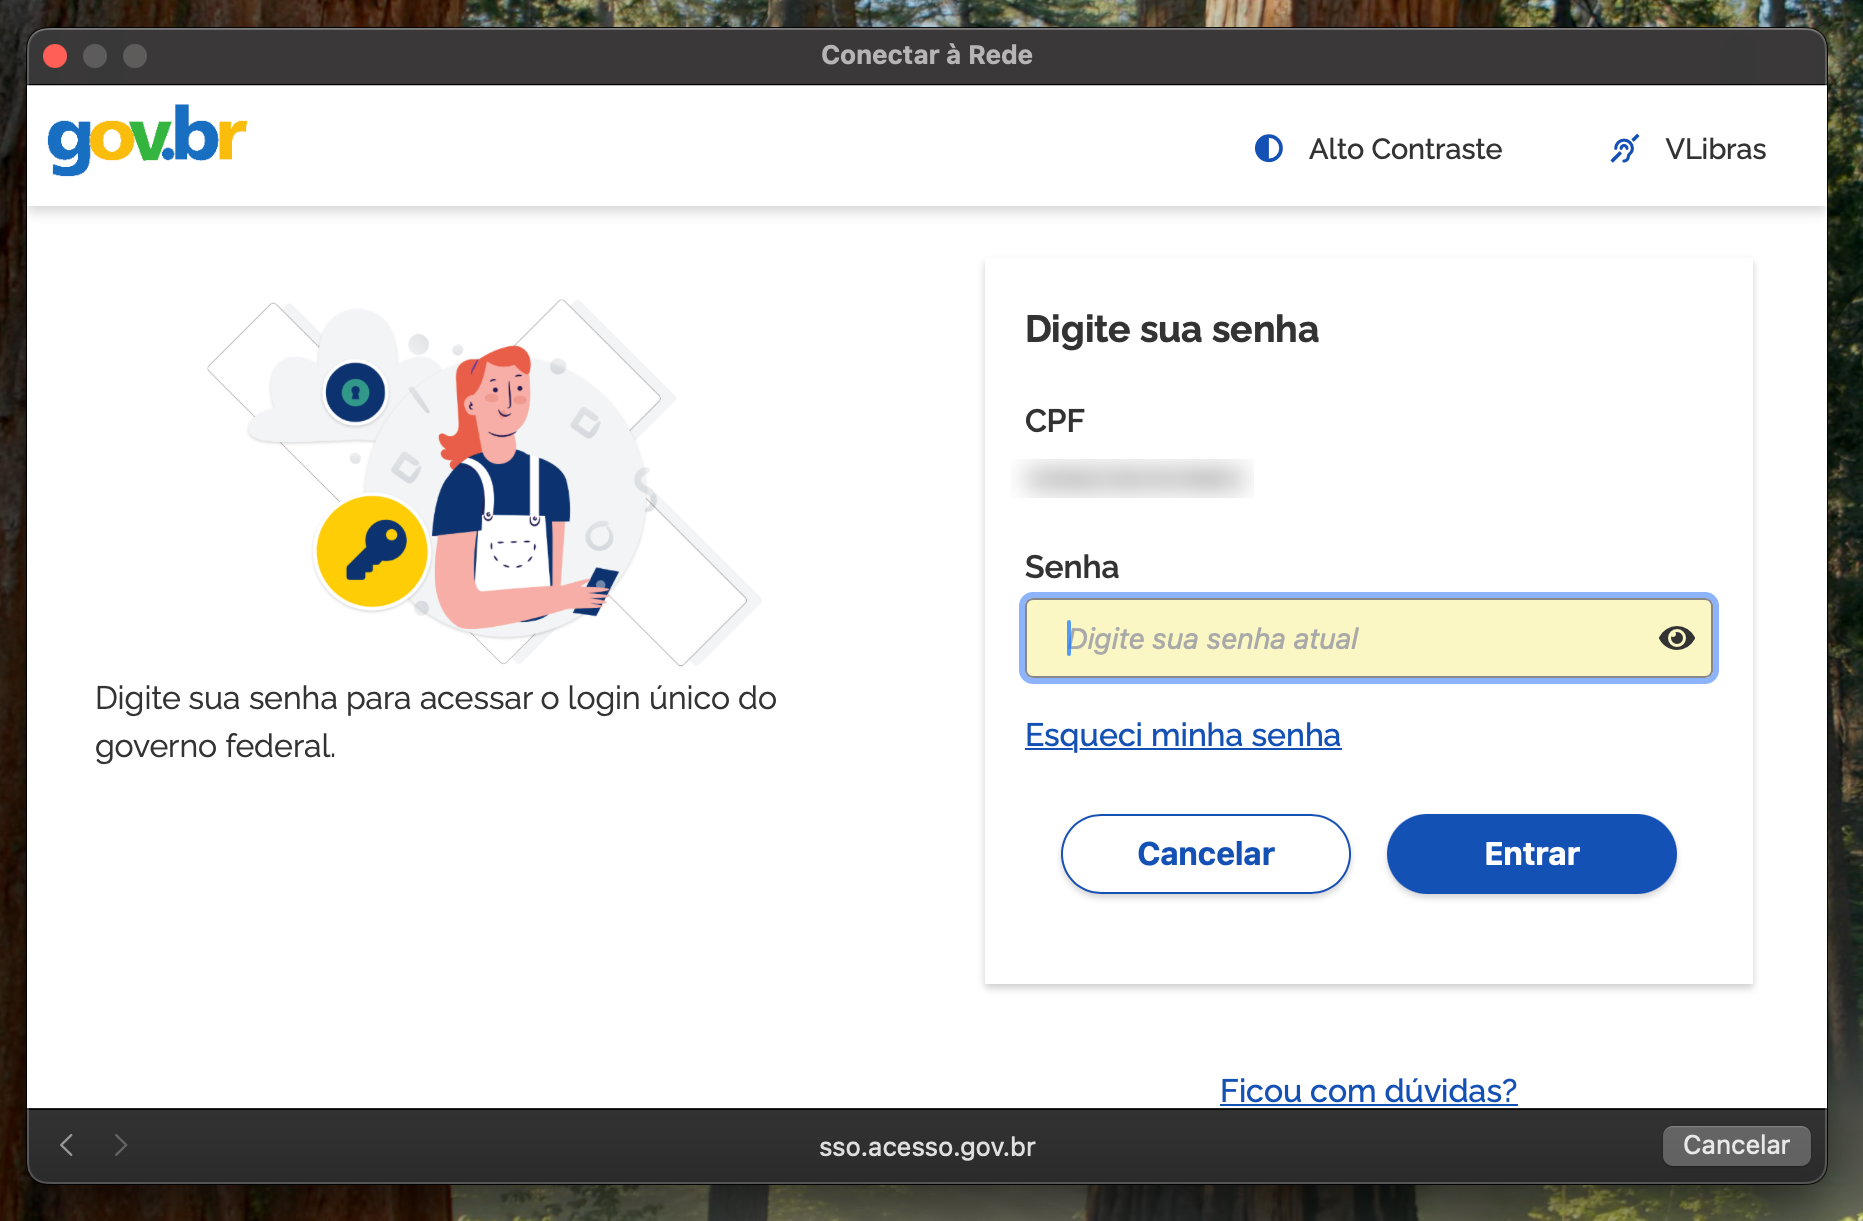 Conectar à Rede
gov.br
Alto Contraste
VLibras
Digite sua senha para acessar o login único do
governo federal.
Digite sua senha
CPF
Senha
Digite sua senha atual
Esqueci minha senha
Cancelar
Entrar
Ficou com dúvidas?
sso.acesso.gov.br
Cancelar